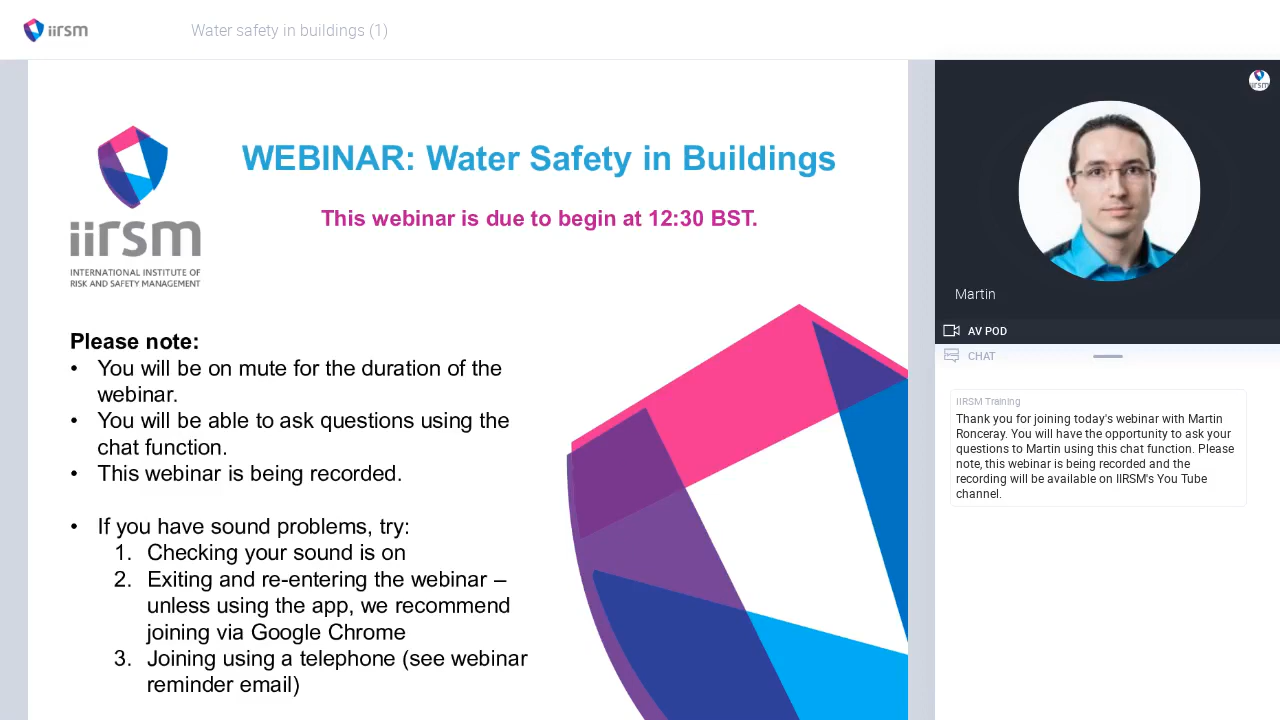 iirsm
Water safety in buildings (1)
iirsm
INTERNATIONAL INSTITUTE OF
RISK AND SAFETY MANAGEMENT
WEBINAR: Water Safety in Buildings
This webinar is due to begin at 12:30 BST.
Please note:
• You will be on mute for the duration of the
webinar.
• You will be able to ask questions using the
chat function.
• This webinar is being recorded.
• If you have sound problems, try:
1. Checking your sound is on
2. Exiting and re-entering the webinar –
unless using the app, we recommend
joining via Google Chrome
3. Joining using a telephone (see webinar
reminder email)
iirsm
Martin
AV POD
CHAT
IIRSM Training
Thank you for joining today's webinar with Martin
Ronceray. You will have the opportunity to ask your
questions to Martin using this chat function. Please
note, this webinar is being recorded and the
recording will be available on IIRSM's You Tube
channel.